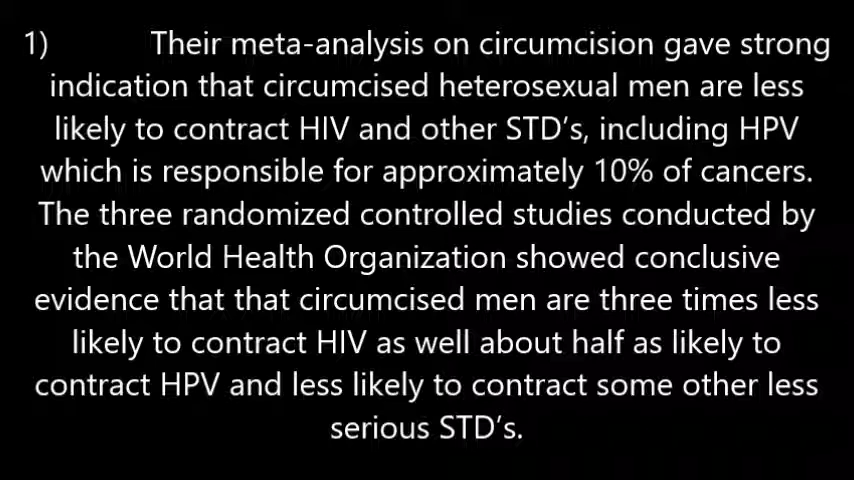 1) Their meta-analysis on circumcision gave strong
indication that circumcised heterosexual men are less
likely to contract HIV and other STD’s, including HPV
which is responsible for approximately 10% of cancers.
The three randomized controlled studies conducted by
the World Health Organization showed conclusive
evidence that that circumcised men are three times less
likely to contract HIV as well about half as likely to
contract HPV and less likely to contract some other less
serious STD’s.